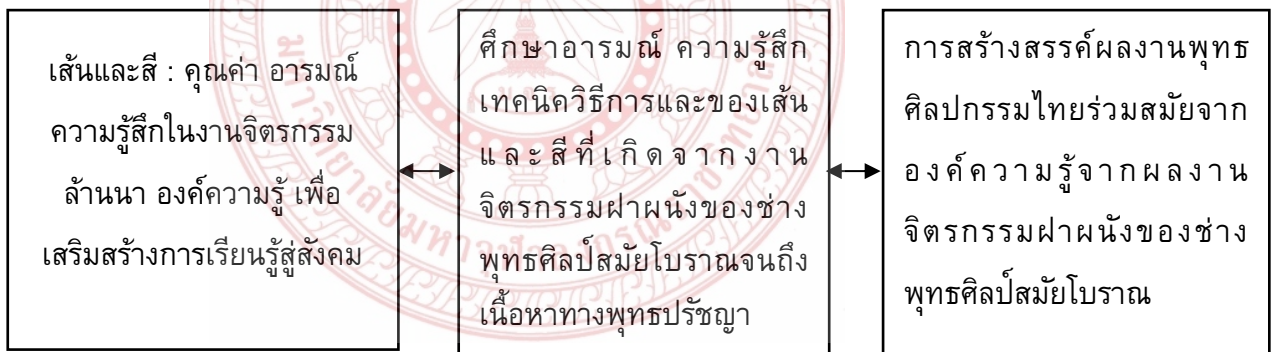 เส้นและสี : คุณค่า อารมณ์
ความรู้สึกในงานจิตรกรรม
ล้านนา องค์ความรู้ เพื่อ
เสริมสร้างการเรียนรู้สู่สังคม
ศึกษาอารมณ์ ความรู้สึก
เทคนิควิธีการและของเส้น
และสีที่เกิดจากงาน
จิตรกรรมฝาผนังของช่าง
พุทธศิลป์สมัยโบราณจนถึง
เนื้อหาทางพุทธปรัชญา
การสร้างสรรค์ผลงานพุทธ
ศิลปกรรมไทยร่วมสมัยจาก
องค์ความรู้จากผลงาน
จิตรกรรมฝาผนังของช่าง
พุทธศิลป์สมัยโบราณ